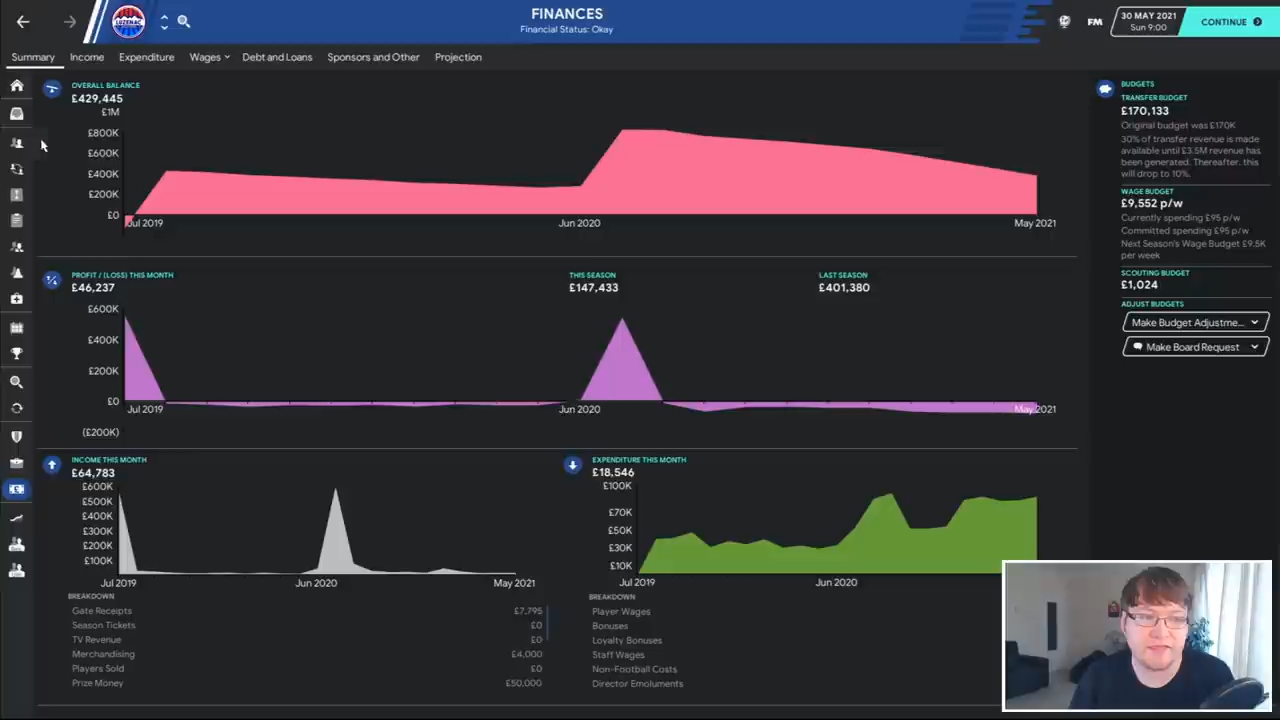 FINANCES
Financial Status: Okay
LUZENAC
FM
30 MAY 2021
Sun 9:00
CONTINUE
Summary
Income
Expenditure
Wages
Debt and Loans
Sponsors and Other
Projection
OVERALL BALANCE
£429,445
£1M
£800K
£600K
£400K
£200K
£0
Jul 2019
Jun 2020
May 2021
PROFIT / (LOSS) THIS MONTH
£46,237
THIS SEASON
£147,433
LAST SEASON
£401,380
£600K
£400K
£200K
£0
(£200K)
Jul 2019
Jun 2020
May 2021
INCOME THIS MONTH
£64,783
£600K
£500K
£400K
£300K
£200K
£100K
Jul 2019
Jun 2020
May 2021
BREAKDOWN
Gate Receipts £7,795
Season Tickets £0
TV Revenue £0
Merchandising £4,000
Players Sold £0
Prize Money £50,000
EXPENDITURE THIS MONTH
£18,546
£100K
£70K
£50K
£30K
£10K
Jul 2019
Jun 2020
BREAKDOWN
Player Wages
Bonuses
Loyalty Bonuses
Staff Wages
Non-Football Costs
Director Emoluments
BUDGETS
TRANSFER BUDGET
£170,133
Original budget was £170K
30% of transfer revenue is made
available until £3.5M revenue has
been generated. Thereafter, this
will drop to 10%.
WAGE BUDGET
£9,552 p/w
Currently spending £95 p/w
Committed spending £95 p/w
Next Season's Wage Budget £9.5K
per week
SCOUTING BUDGET
£1,024
ADJUST BUDGETS
Make Budget Adjustme...
Make Board Request